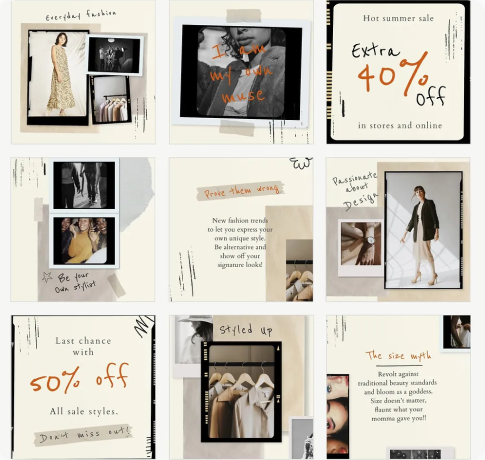 Everyday fashion
I am
my own
muse
Hot summer sale
Extra
40%
off
in stores and online
Be your
own stylist
Prove them wrong
New fashion trends
to let you express your
own unique style.
Be alternative and
show off your
signature looks!
Passionate
about
Design
Last chance
with
50% off
All sale styles.
Don't miss out!
Styled up
The size myth
Revolt against
traditional beauty standards
and bloom as a goddess.
Size doesn't matter,
flaunt what your
momma gave you!!